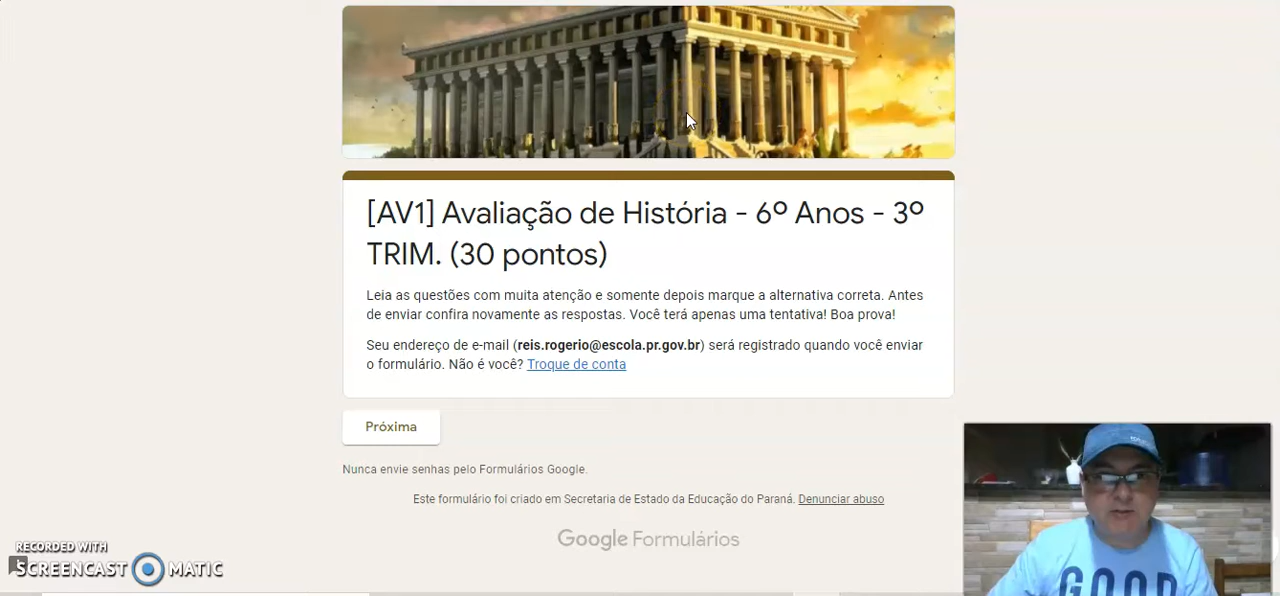 [AV1] Avaliação de História - 6º Anos - 3º
TRIM. (30 pontos)
Leia as questões com muita atenção e somente depois marque a alternativa correta. Antes
de enviar confira novamente as respostas. Você terá apenas uma tentativa! Boa prova!
Seu endereço de e-mail (reis.rogerio@escola.pr.gov.br) será registrado quando você enviar
o formulário. Não é você? Troque de conta
Próxima
Nunca envie senhas pelo Formulários Google.
Este formulário foi criado em Secretaria de Estado da Educação do Paraná. Denunciar abuso
Google Formulários
RECORDED WITH
SCREENCAST MATIC
GOOD